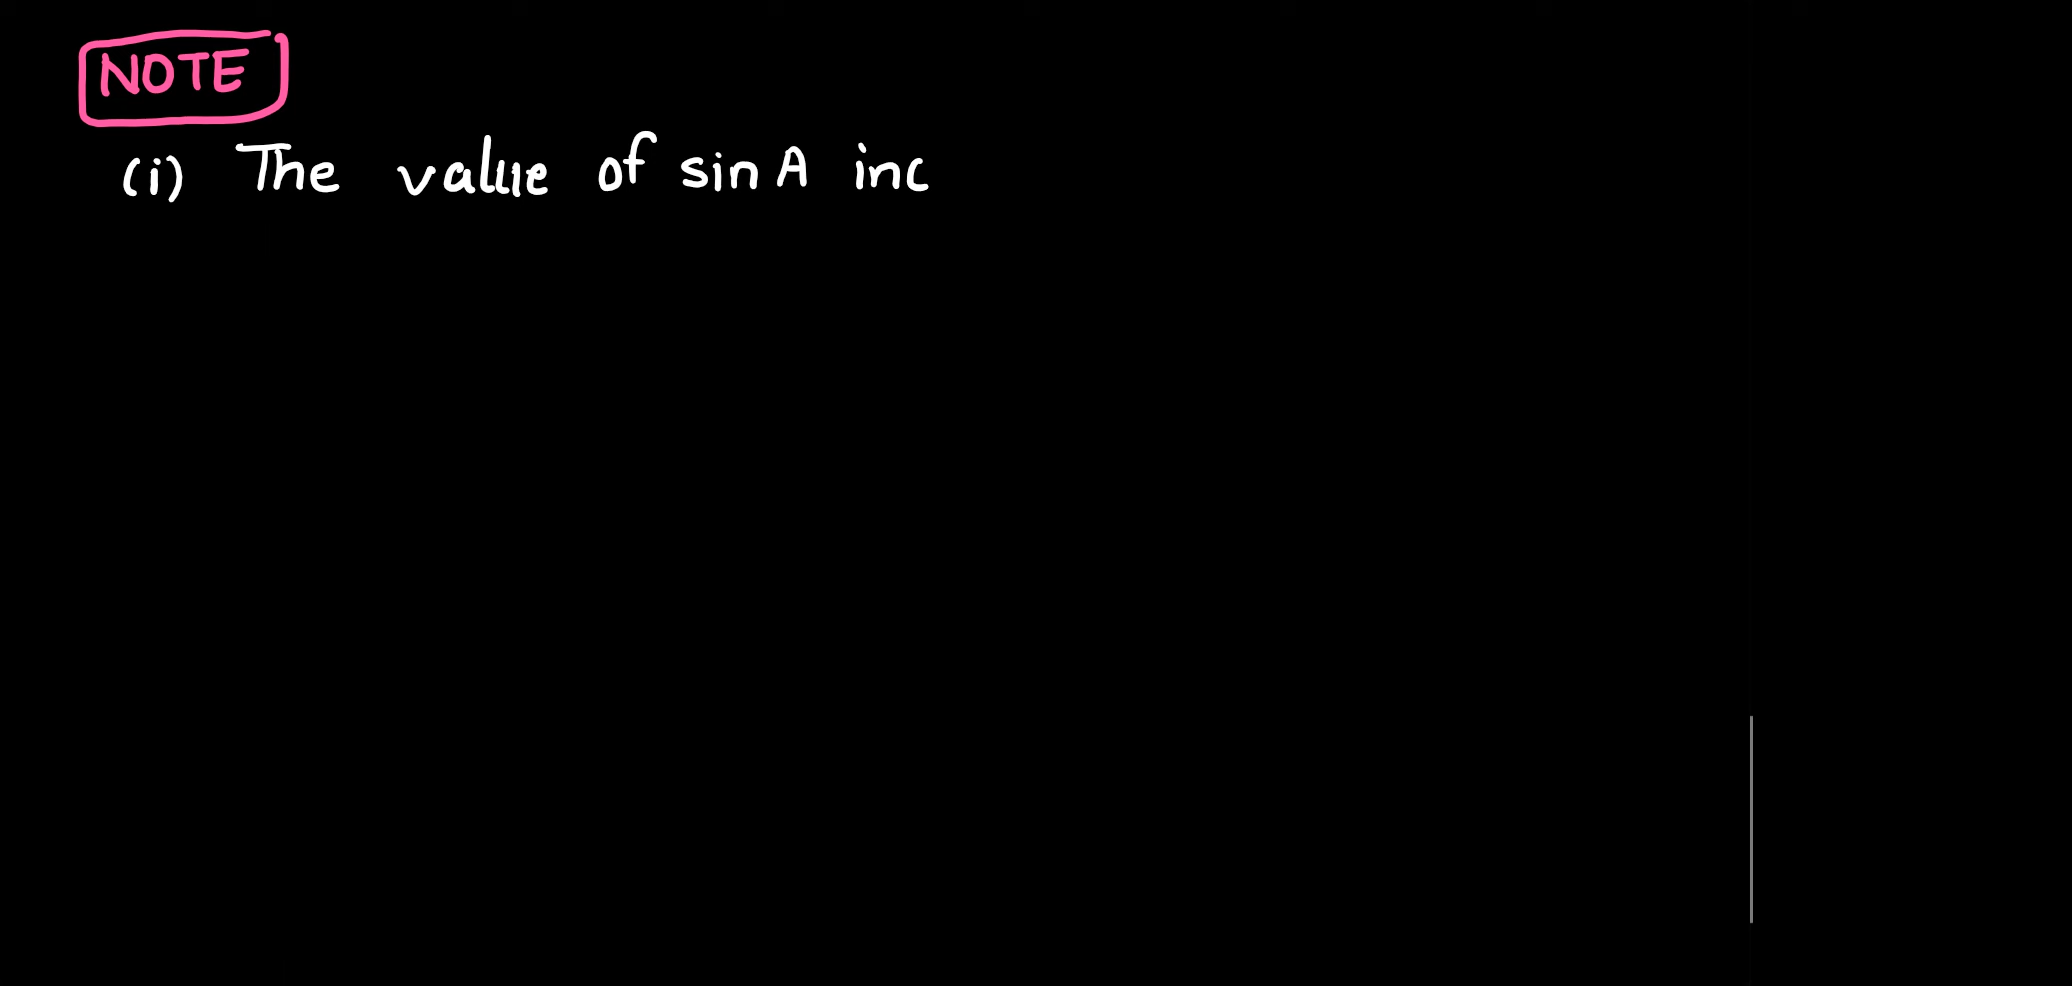 NOTE
(i) The value of sin A inc